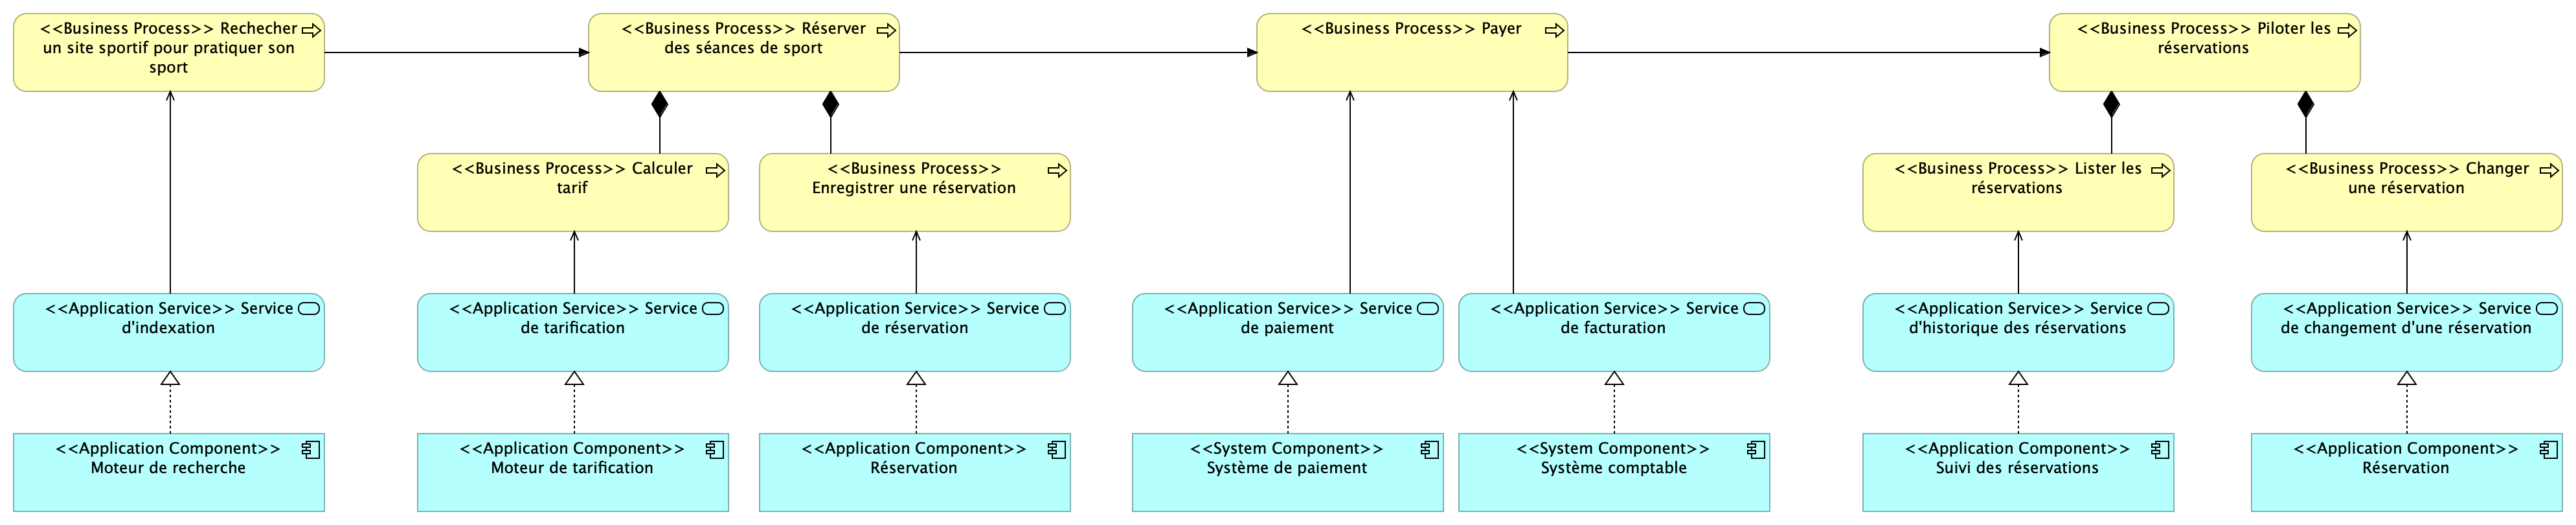 <<Business Process>> Rechecher
un site sportif pour pratiquer son
sport
<<Business Process>> Réserver
des séances de sport
<<Business Process>> Payer
<<Business Process>> Piloter les
réservations
<<Business Process>> Calculer
tarif
<<Business Process>>
Enregistrer une réservation
<<Business Process>> Lister les
réservations
<<Business Process>> Changer
une réservation
<<Application Service>> Service
d'indexation
<<Application Service>> Service
de tarification
<<Application Service>> Service
de réservation
<<Application Service>> Service
de paiement
<<Application Service>> Service
de facturation
<<Application Service>> Service
d'historique des réservations
<<Application Service>> Service
de changement d'une réservation
<<Application Component>>
Moteur de recherche
<<Application Component>>
Moteur de tarification
<<Application Component>>
Réservation
<<System Component>>
Système de paiement
<<System Component>>
Système comptable
<<Application Component>>
Suivi des réservations
<<Application Component>>
Réservation